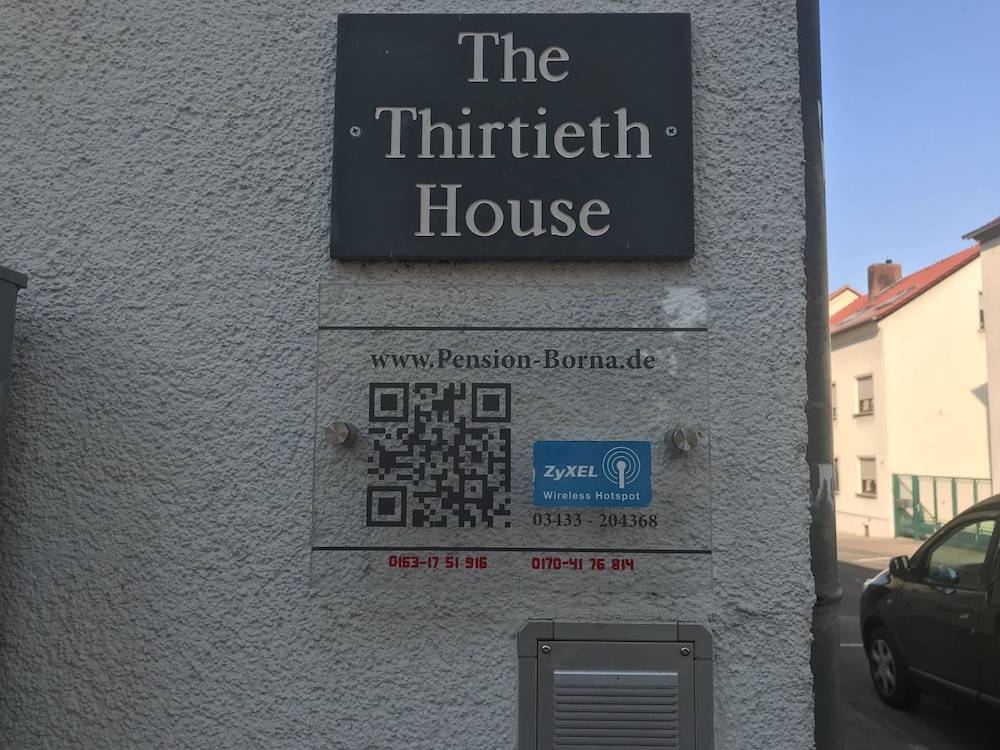 The
Thirtieth
House
www.Pension-Borna.de
ZyXEL
Wireless Hotspot
03433 - 204368
0163-17 51 916
0170-41 76 814